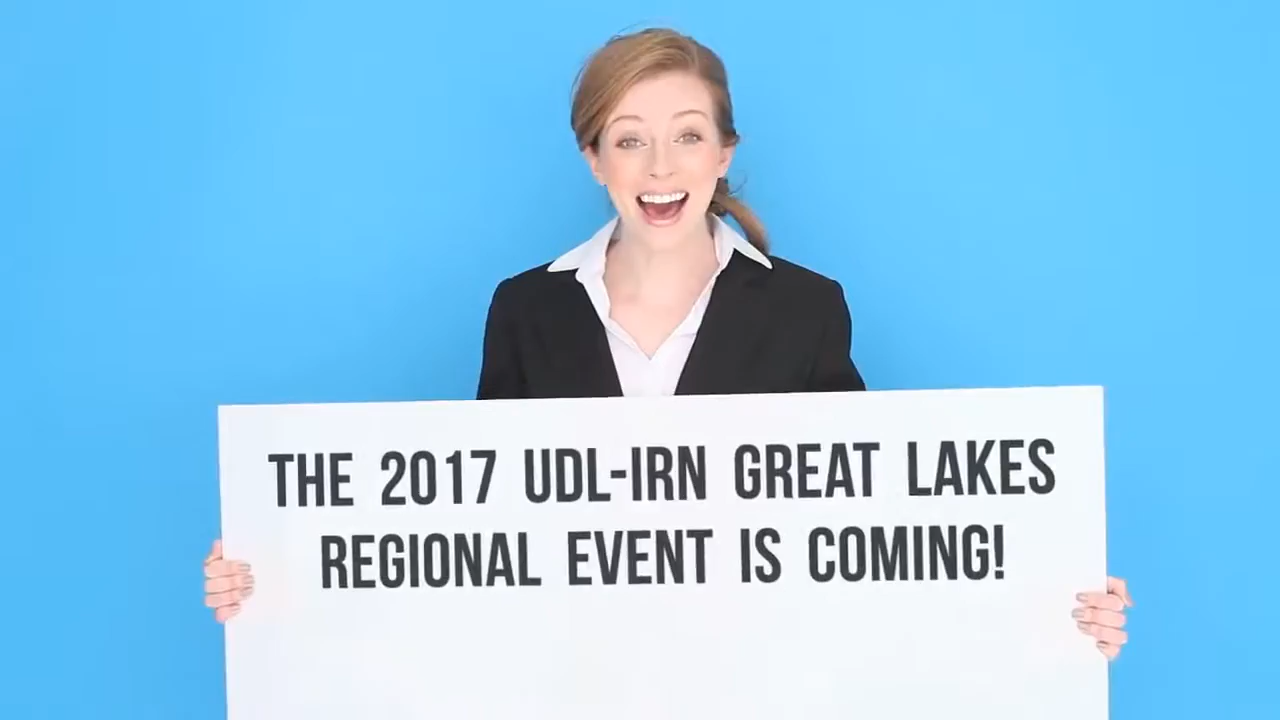 THE 2017 UDL-IRN GREAT LAKES
REGIONAL EVENT IS COMING!